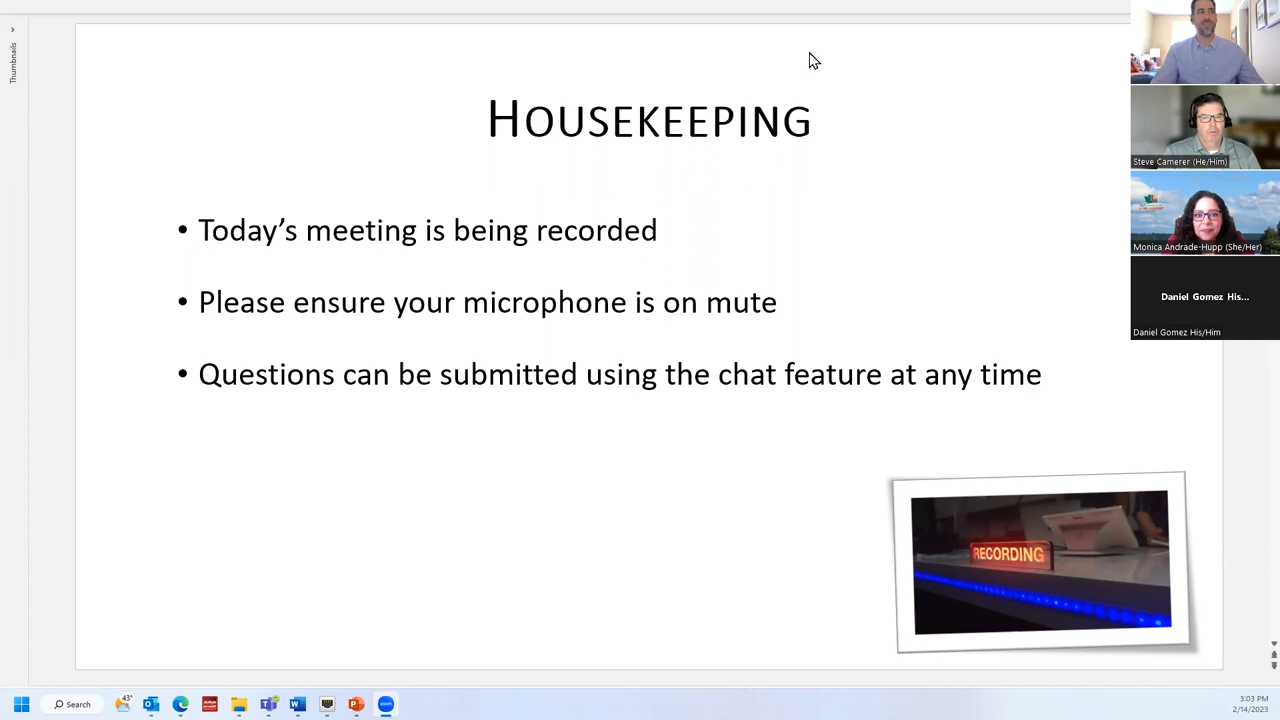 Thumbnails
HOUSEKEEPING
• Today's meeting is being recorded
• Please ensure your microphone is on mute
• Questions can be submitted using the chat feature at any time
RECORDING
Steve Camerer (He/Him)
Monica Andrade-Hupp (She/Her)
Daniel Gomez His...
Daniel Gomez His/Him
43°
Search
zoom
3:03 PM
2/14/2023